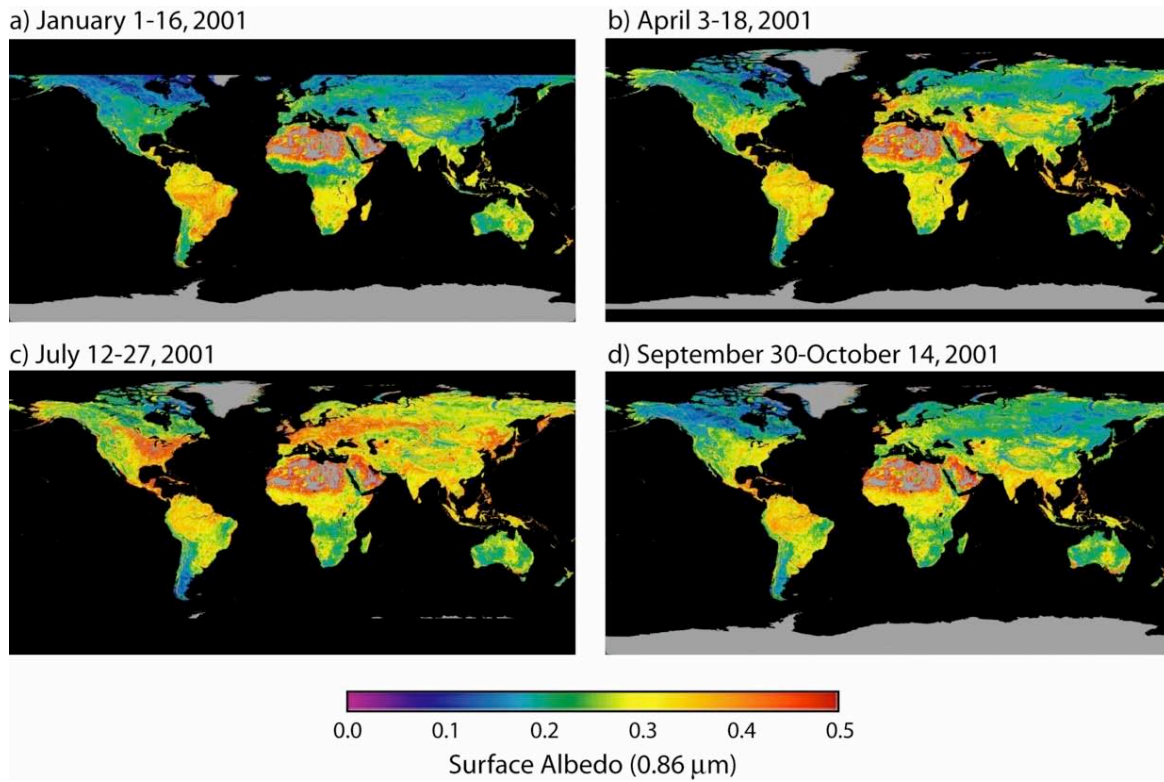 a) January 1-16, 2001
b) April 3-18, 2001
c) July 12-27, 2001
d) September 30-October 14, 2001
0.0 0.1 0.2 0.3 0.4 0.5
Surface Albedo (0.86 μm)